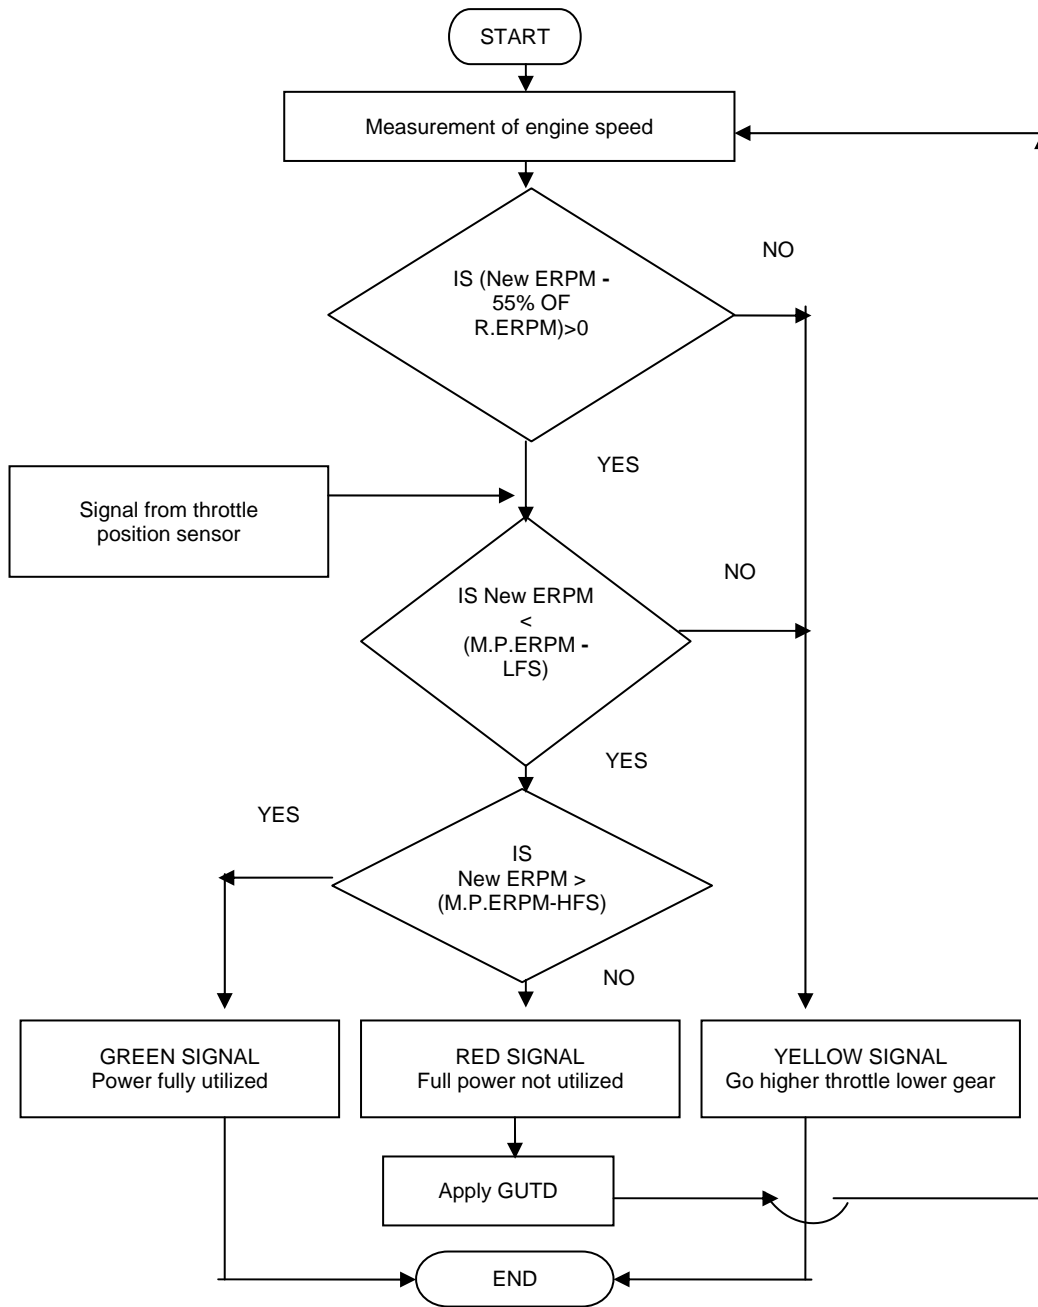 START
Measurement of engine speed
NO
IS (New ERPM -
55% OF
R.ERPM)>0
YES
Signal from throttle
position sensor
NO
IS New ERPM
<
(M.P.ERPM -
LFS)
YES
YES
IS
New ERPM >
(M.P.ERPM-HFS)
NO
GREEN SIGNAL
Power fully utilized
RED SIGNAL
Full power not utilized
YELLOW SIGNAL
Go higher throttle lower gear
Apply GUTD
END